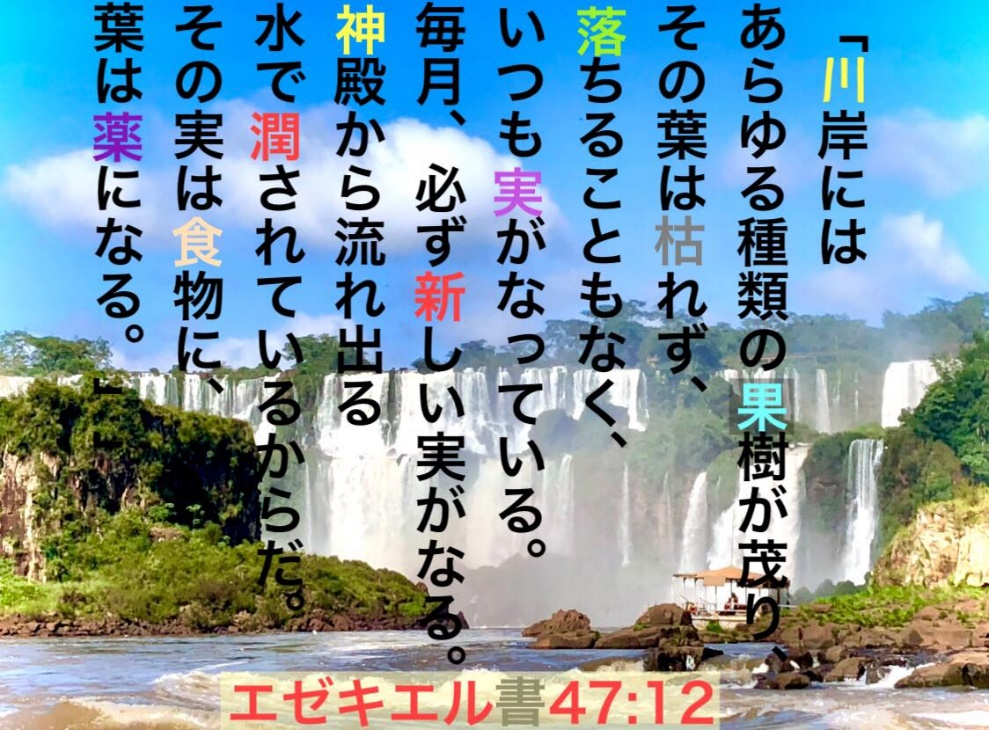 「川岸には
あらゆる種類の果樹が茂り、
その葉は枯れず、
落ちることもなく、
いつも実がなっている。
毎月、必ず新しい実がなる。
神殿から流れ出る
水で潤されているからだ。
その実は食物に、
葉は薬になる。」
エゼキエル書47:12